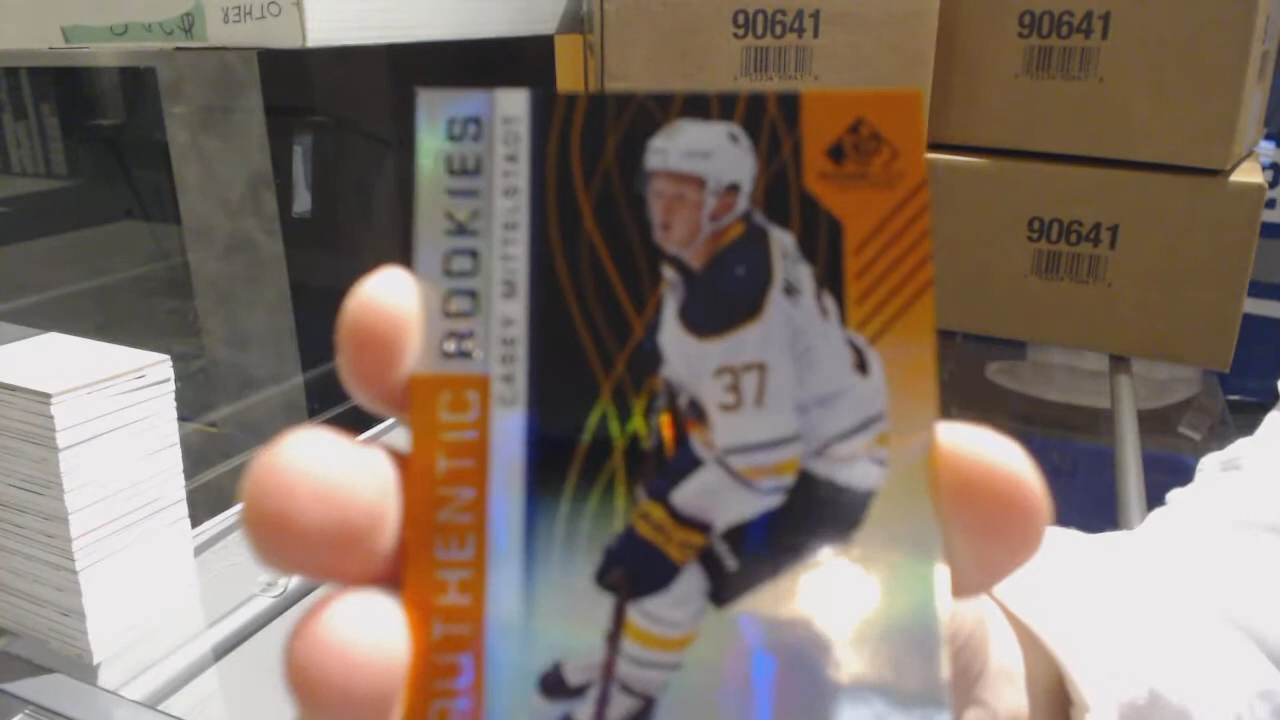 OTHER
90641
90641
90641
AUTHENTIC ROOKIES
CASEY MITTELSTADT
37